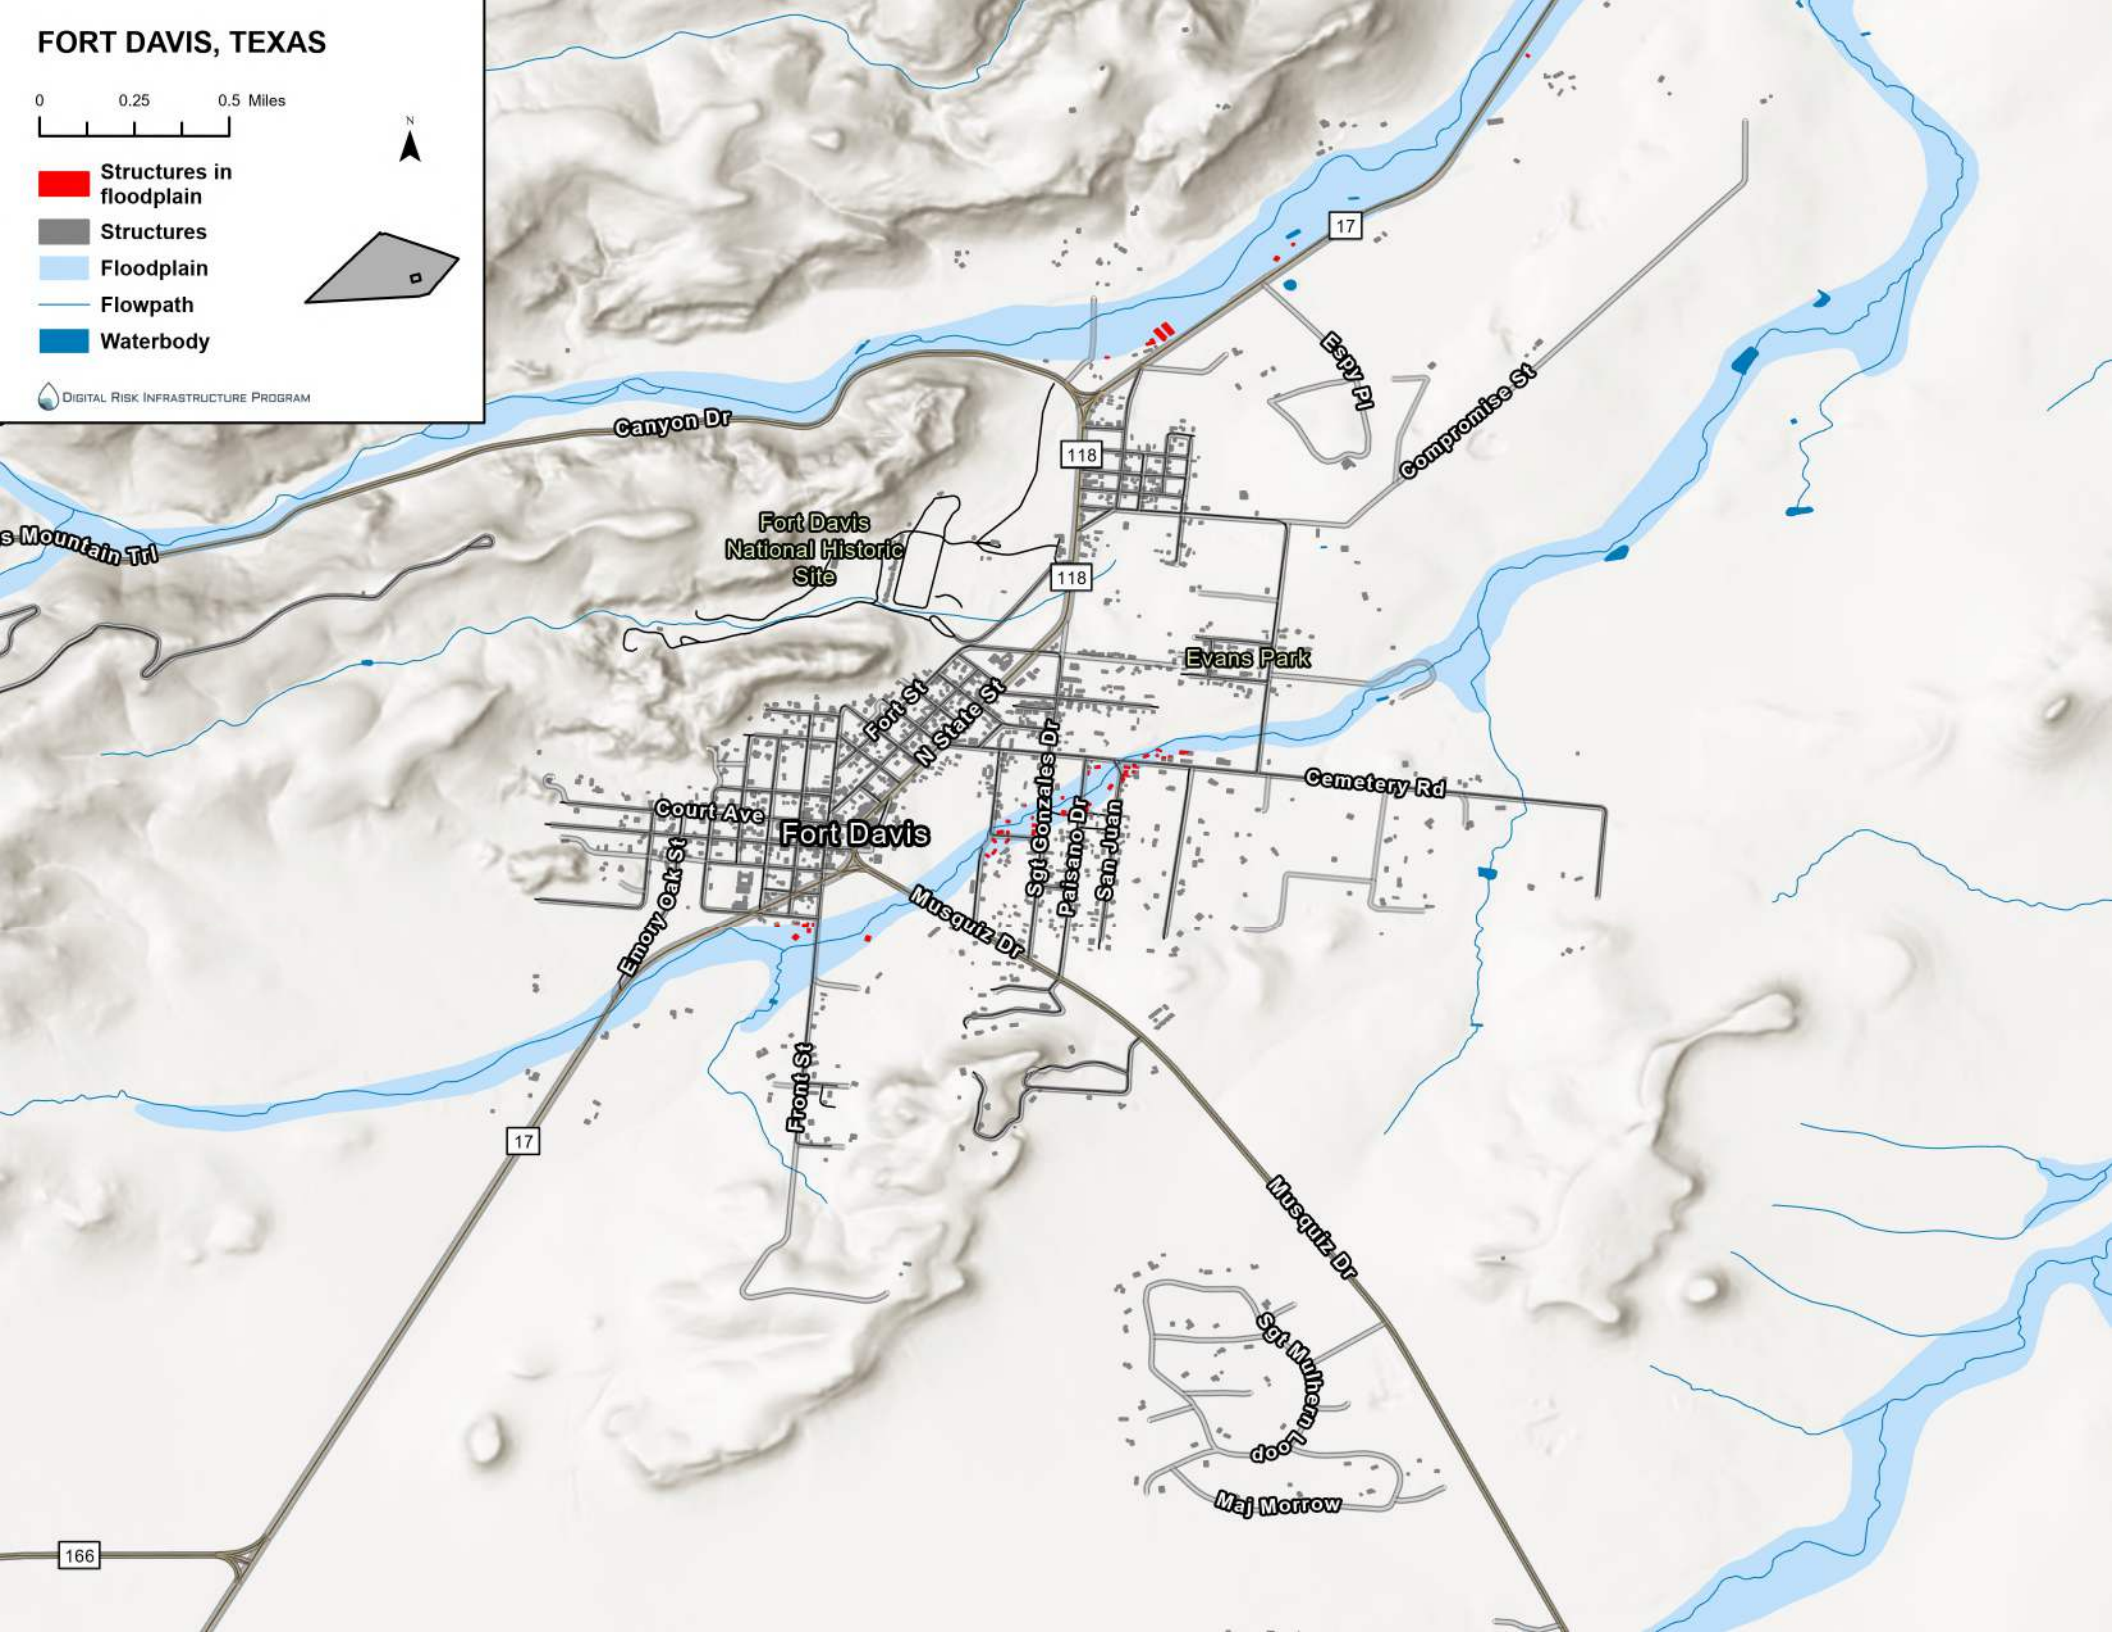 FORT DAVIS, TEXAS
0 0.25 0.5 Miles
N
Structures in
floodplain
Structures
Floodplain
Flowpath
Waterbody
DIGITAL RISK INFRASTRUCTURE PROGRAM
17
Espy Pl
Compromise St
Canyon Dr
118
s Mountain Trl
Fort Davis
National Historic
Site
118
Evans Park
Fort St
N State St
Sgt Gonzales Dr
Cemetery Rd
Court Ave
Fort Davis
Paisano Dr
San Juan
Emory Oak St
Musquiz Dr
Front St
17
Musquiz Dr
Sgt Mulhern Loop
Maj Morrow
166